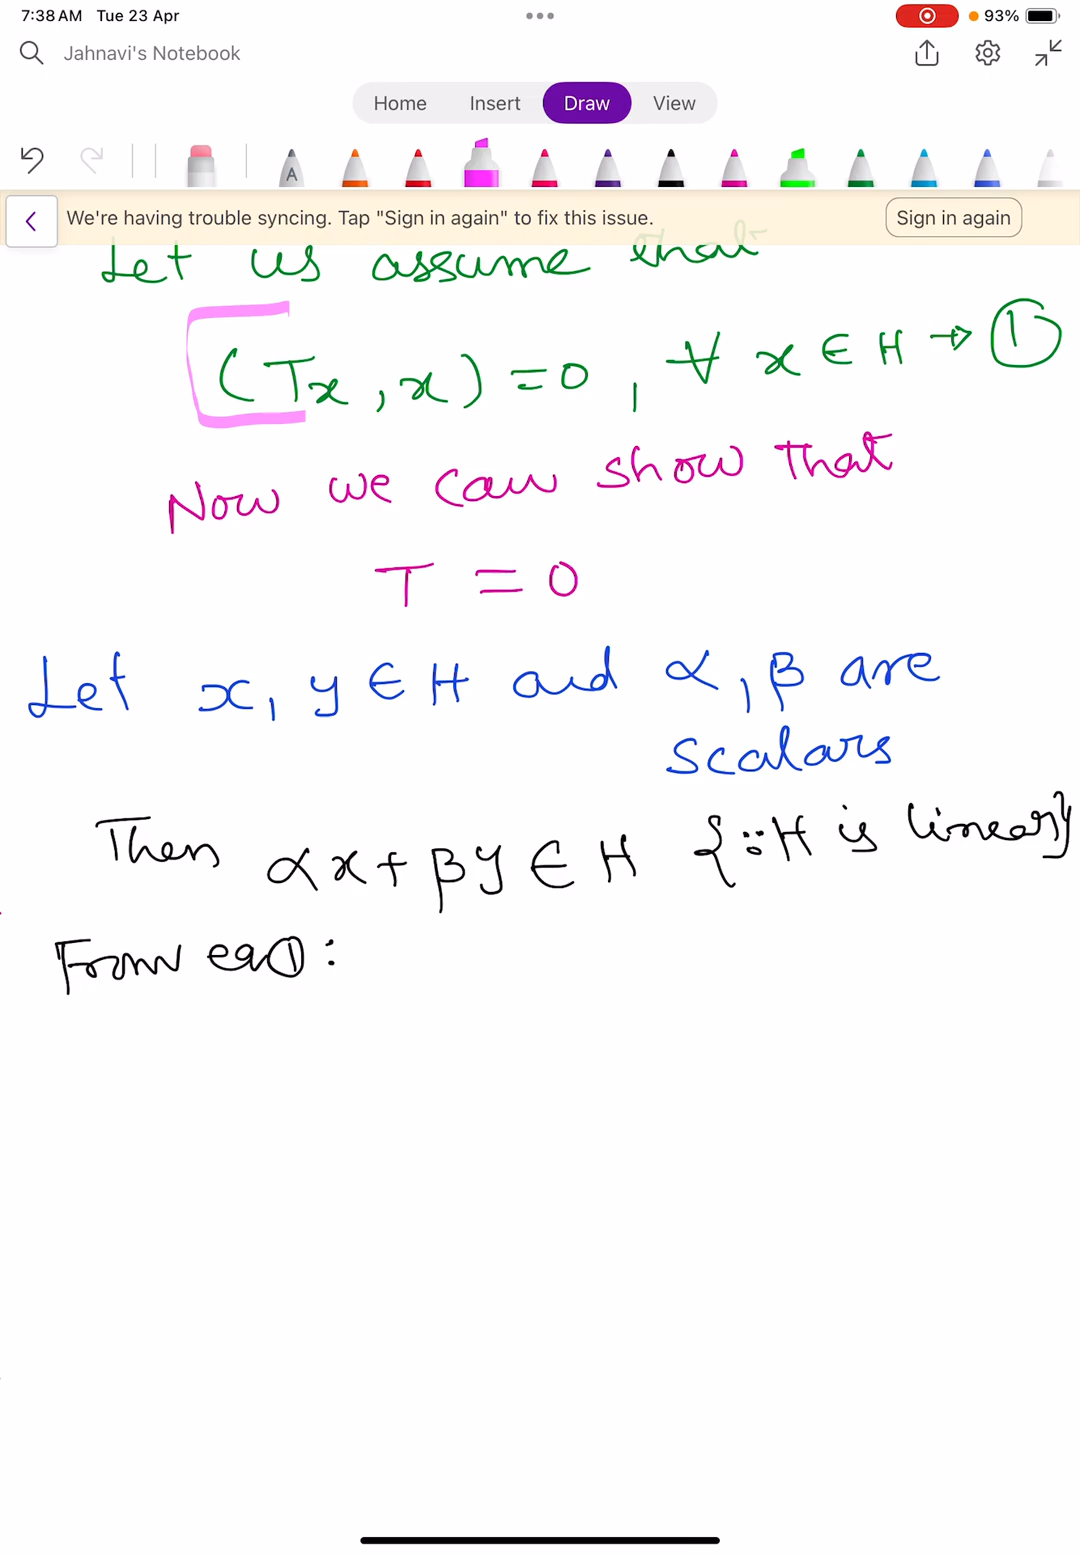 7:38 AM Tue 23 Apr
93%
Jahnavi's Notebook
Home Insert Draw View
A
We're having trouble syncing. Tap "Sign in again" to fix this issue.
Sign in again
Let us assume that
(Tx, x) = 0, ∀ x ∈ H → ①
Now we can show that
T = 0
Let x, y ∈ H and α, β are
scalars
Then αx + βy ∈ H {∵ H is linear}
From eq①: